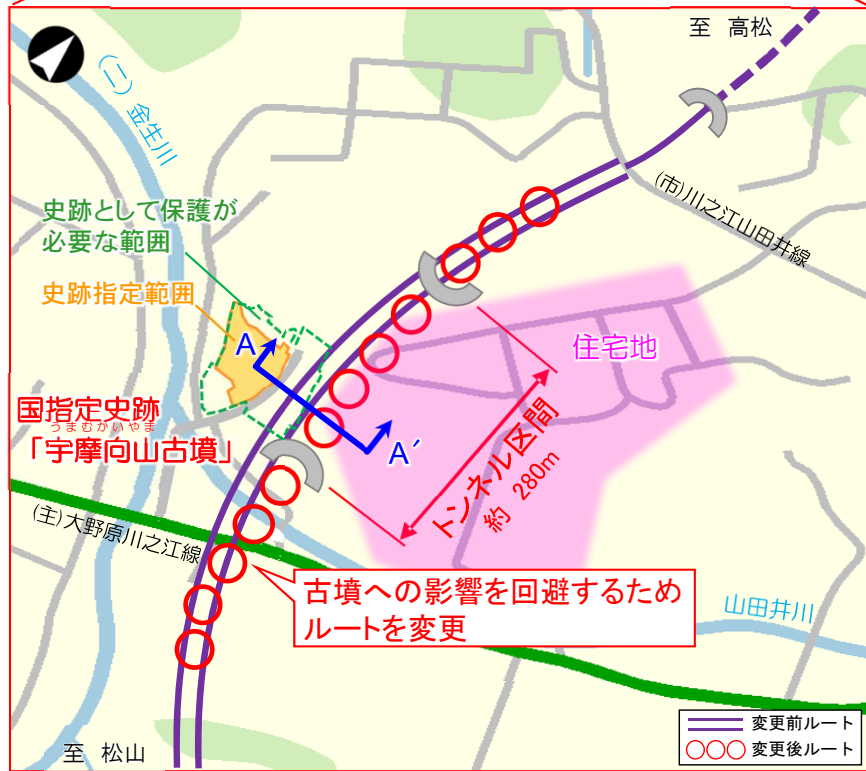 至 高松
(二)金生川
史跡として保護が
必要な範囲
史跡指定範囲
(市)川之江山田井線
A
A′
住宅地
国指定史跡
うまむかいやま
「宇摩向山古墳」
トンネル区間
約 280m
(主)大野原川之江線
古墳への影響を回避するため
ルートを変更
山田井川
至 松山
変更前ルート
変更後ルート